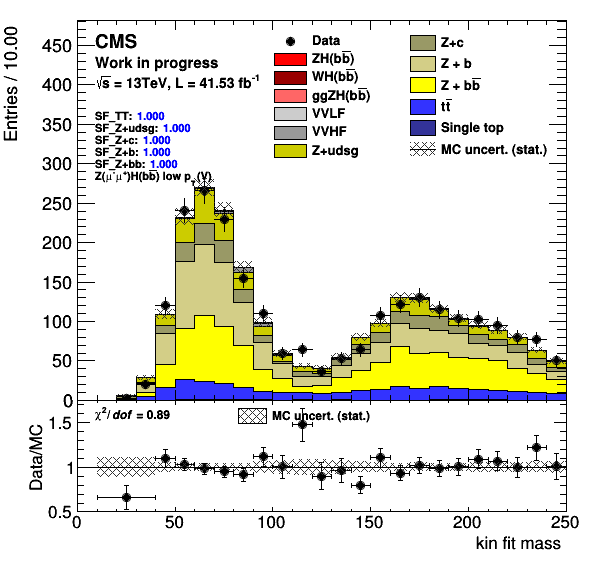 CMS
Work in progress
√s = 13TeV, L = 41.53 fb⁻¹
SF_TT: 1.000
SF_Z+udsg: 1.000
SF_Z+c: 1.000
SF_Z+b: 1.000
SF_Z+bb: 1.000
Z(μ⁻μ⁺)H(bb̅) low p_T(V)
Data
ZH(bb̅)
WH(bb̅)
ggZH(bb̅)
VVLF
VVHF
Z+udsg
Z+c
Z + b
Z + bb̅
tt̅
Single top
MC uncert. (stat.)
Entries / 10.00
450
400
350
300
250
200
150
100
50
0
χ²/dof = 0.89
MC uncert. (stat.)
Data/MC
1.5
1
0.5
0 50 100 150 200 250
kin fit mass